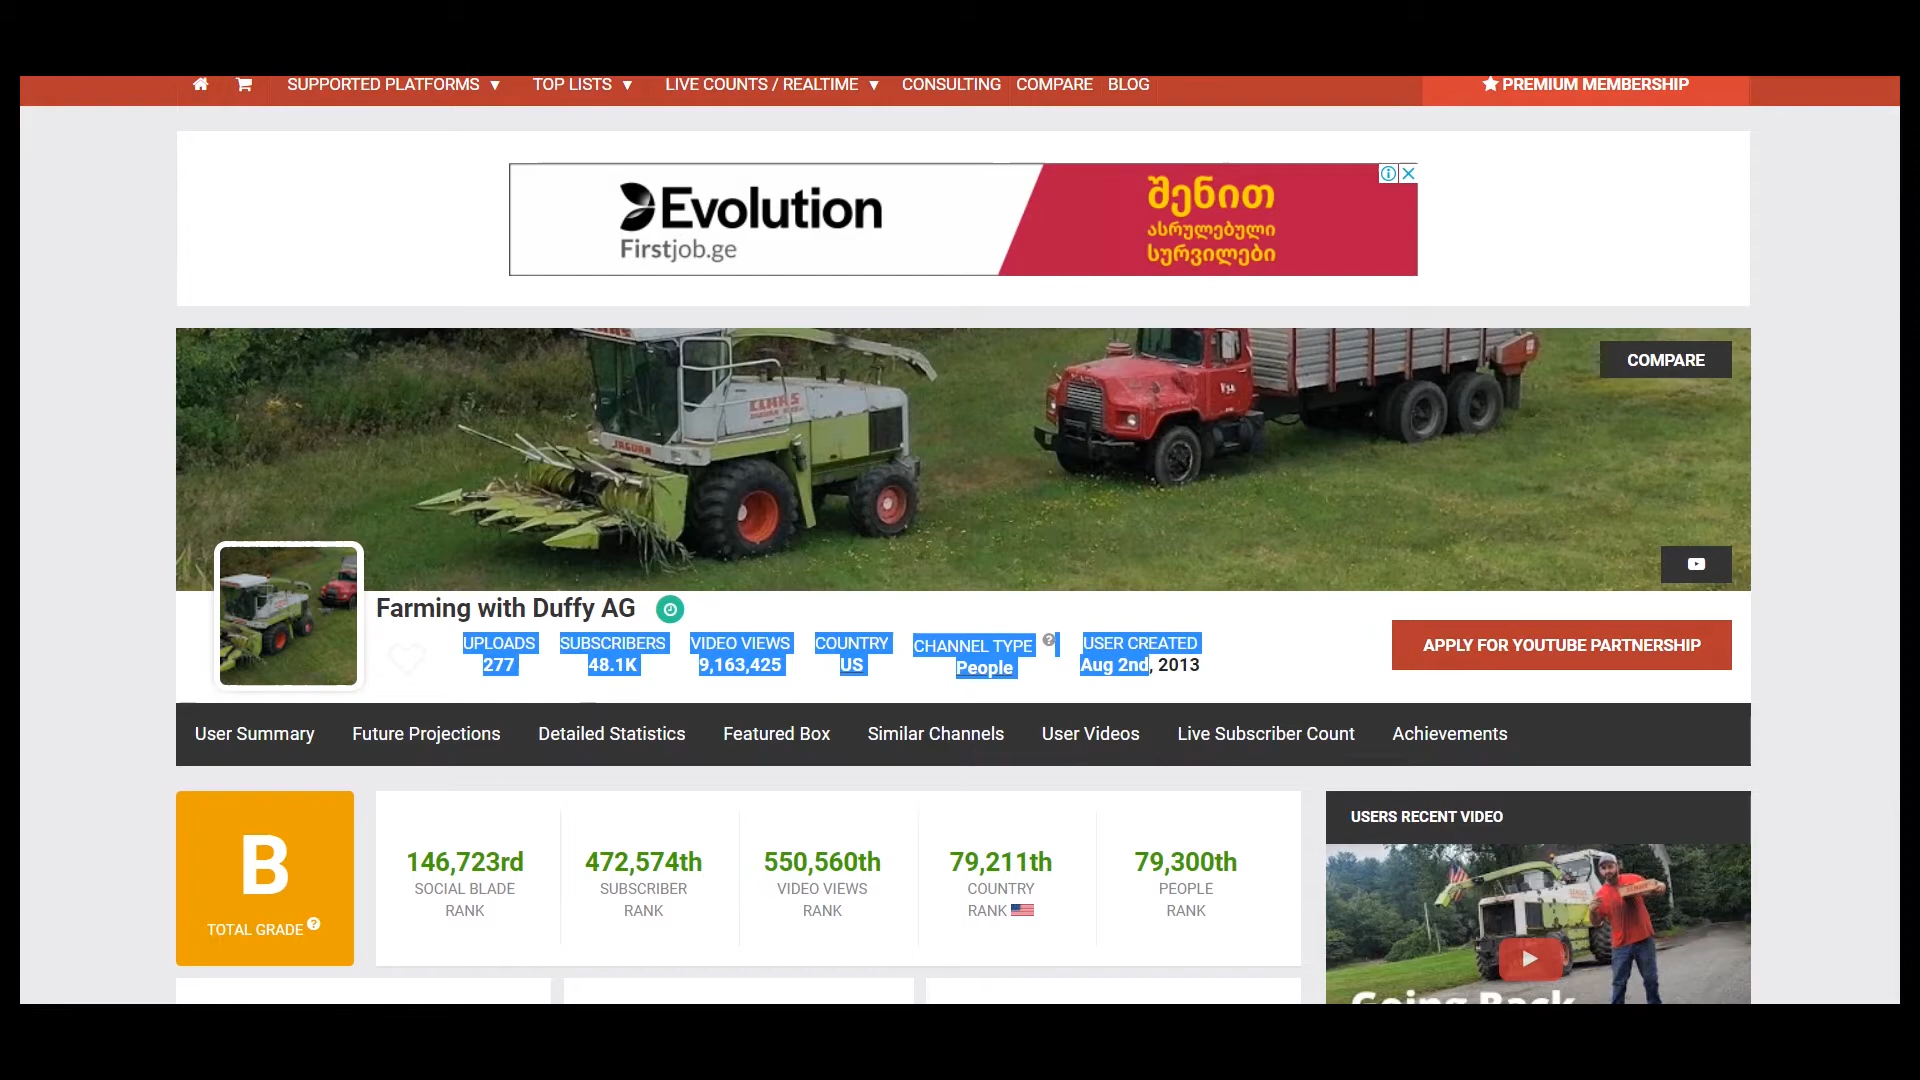 SUPPORTED PLATFORMS ▼ TOP LISTS ▼ LIVE COUNTS / REALTIME ▼ CONSULTING COMPARE BLOG PREMIUM MEMBERSHIP
Evolution
Firstjob.ge
შენით
ასრულებული
სურვილები
CLAAS
JAGUAR
COMPARE
Farming with Duffy AG
UPLOADS SUBSCRIBERS VIDEO VIEWS COUNTRY CHANNEL TYPE USER CREATED
277 48.1K 9,163,425 US People Aug 2nd, 2013
APPLY FOR YOUTUBE PARTNERSHIP
User Summary Future Projections Detailed Statistics Featured Box Similar Channels User Videos Live Subscriber Count Achievements
B
TOTAL GRADE
146,723rd
SOCIAL BLADE
RANK
472,574th
SUBSCRIBER
RANK
550,560th
VIDEO VIEWS
RANK
79,211th
COUNTRY
RANK
79,300th
PEOPLE
RANK
USERS RECENT VIDEO
Going Back